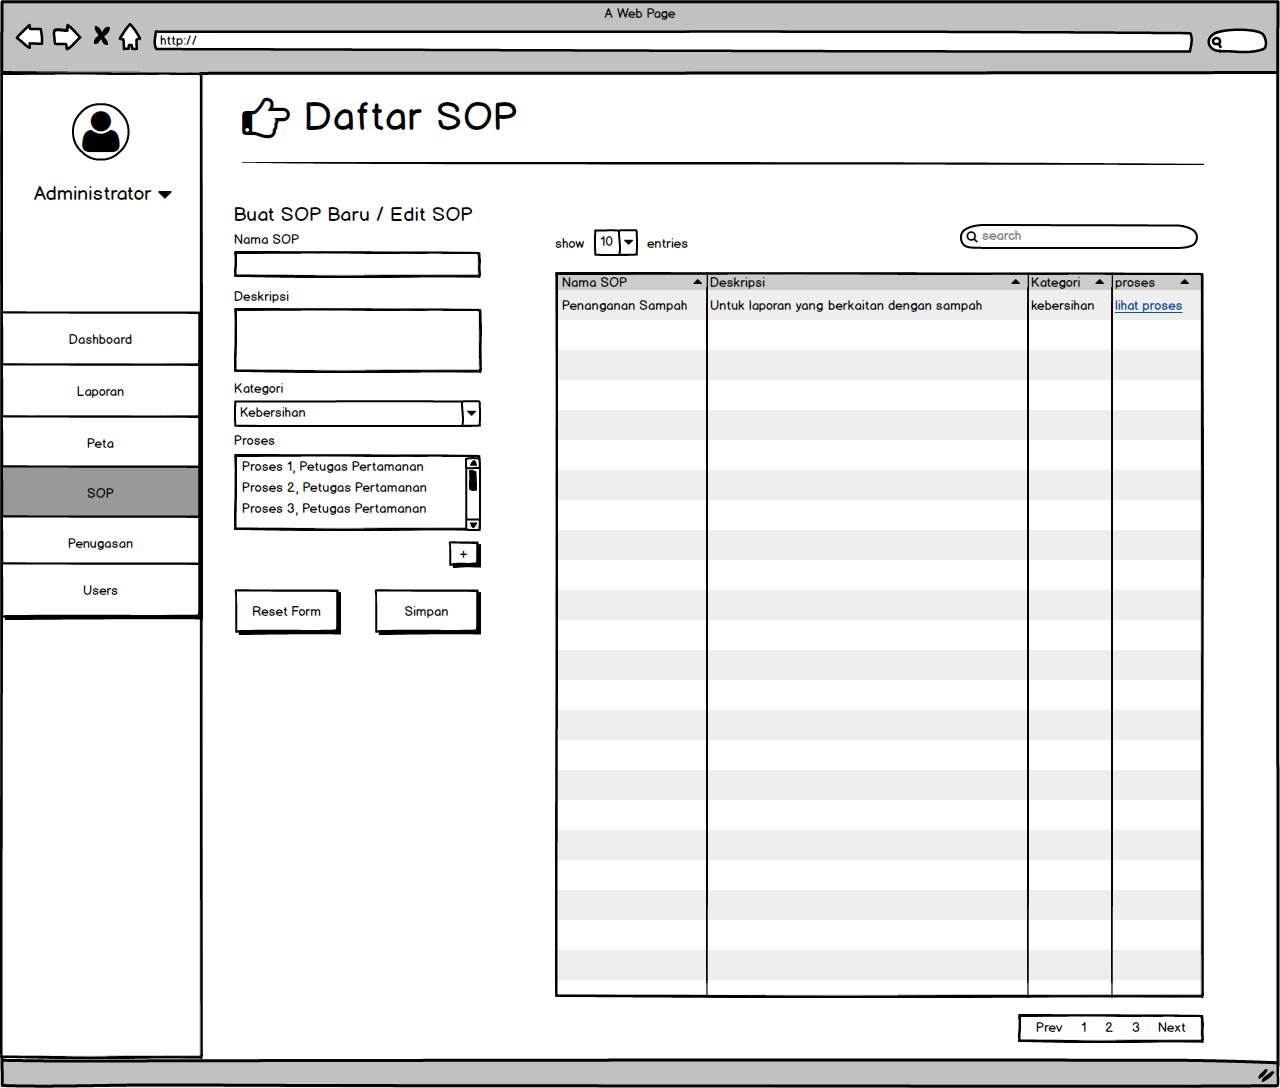 A Web Page
http://
Administrator
Dashboard
Laporan
Peta
SOP
Penugasan
Users
Daftar SOP
Buat SOP Baru / Edit SOP
Nama SOP
Deskripsi
Kategori
Kebersihan
Proses
Proses 1, Petugas Pertamanan
Proses 2, Petugas Pertamanan
Proses 3, Petugas Pertamanan
+
Reset Form Simpan
show 10 entries
search
Nama SOP Deskripsi Kategori proses
Penanganan Sampah Untuk laporan yang berkaitan dengan sampah kebersihan lihat proses
Prev 1 2 3 Next